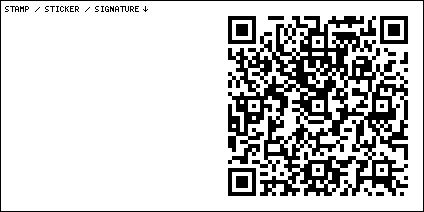 STAMP / STICKER / SIGNATURE ↓